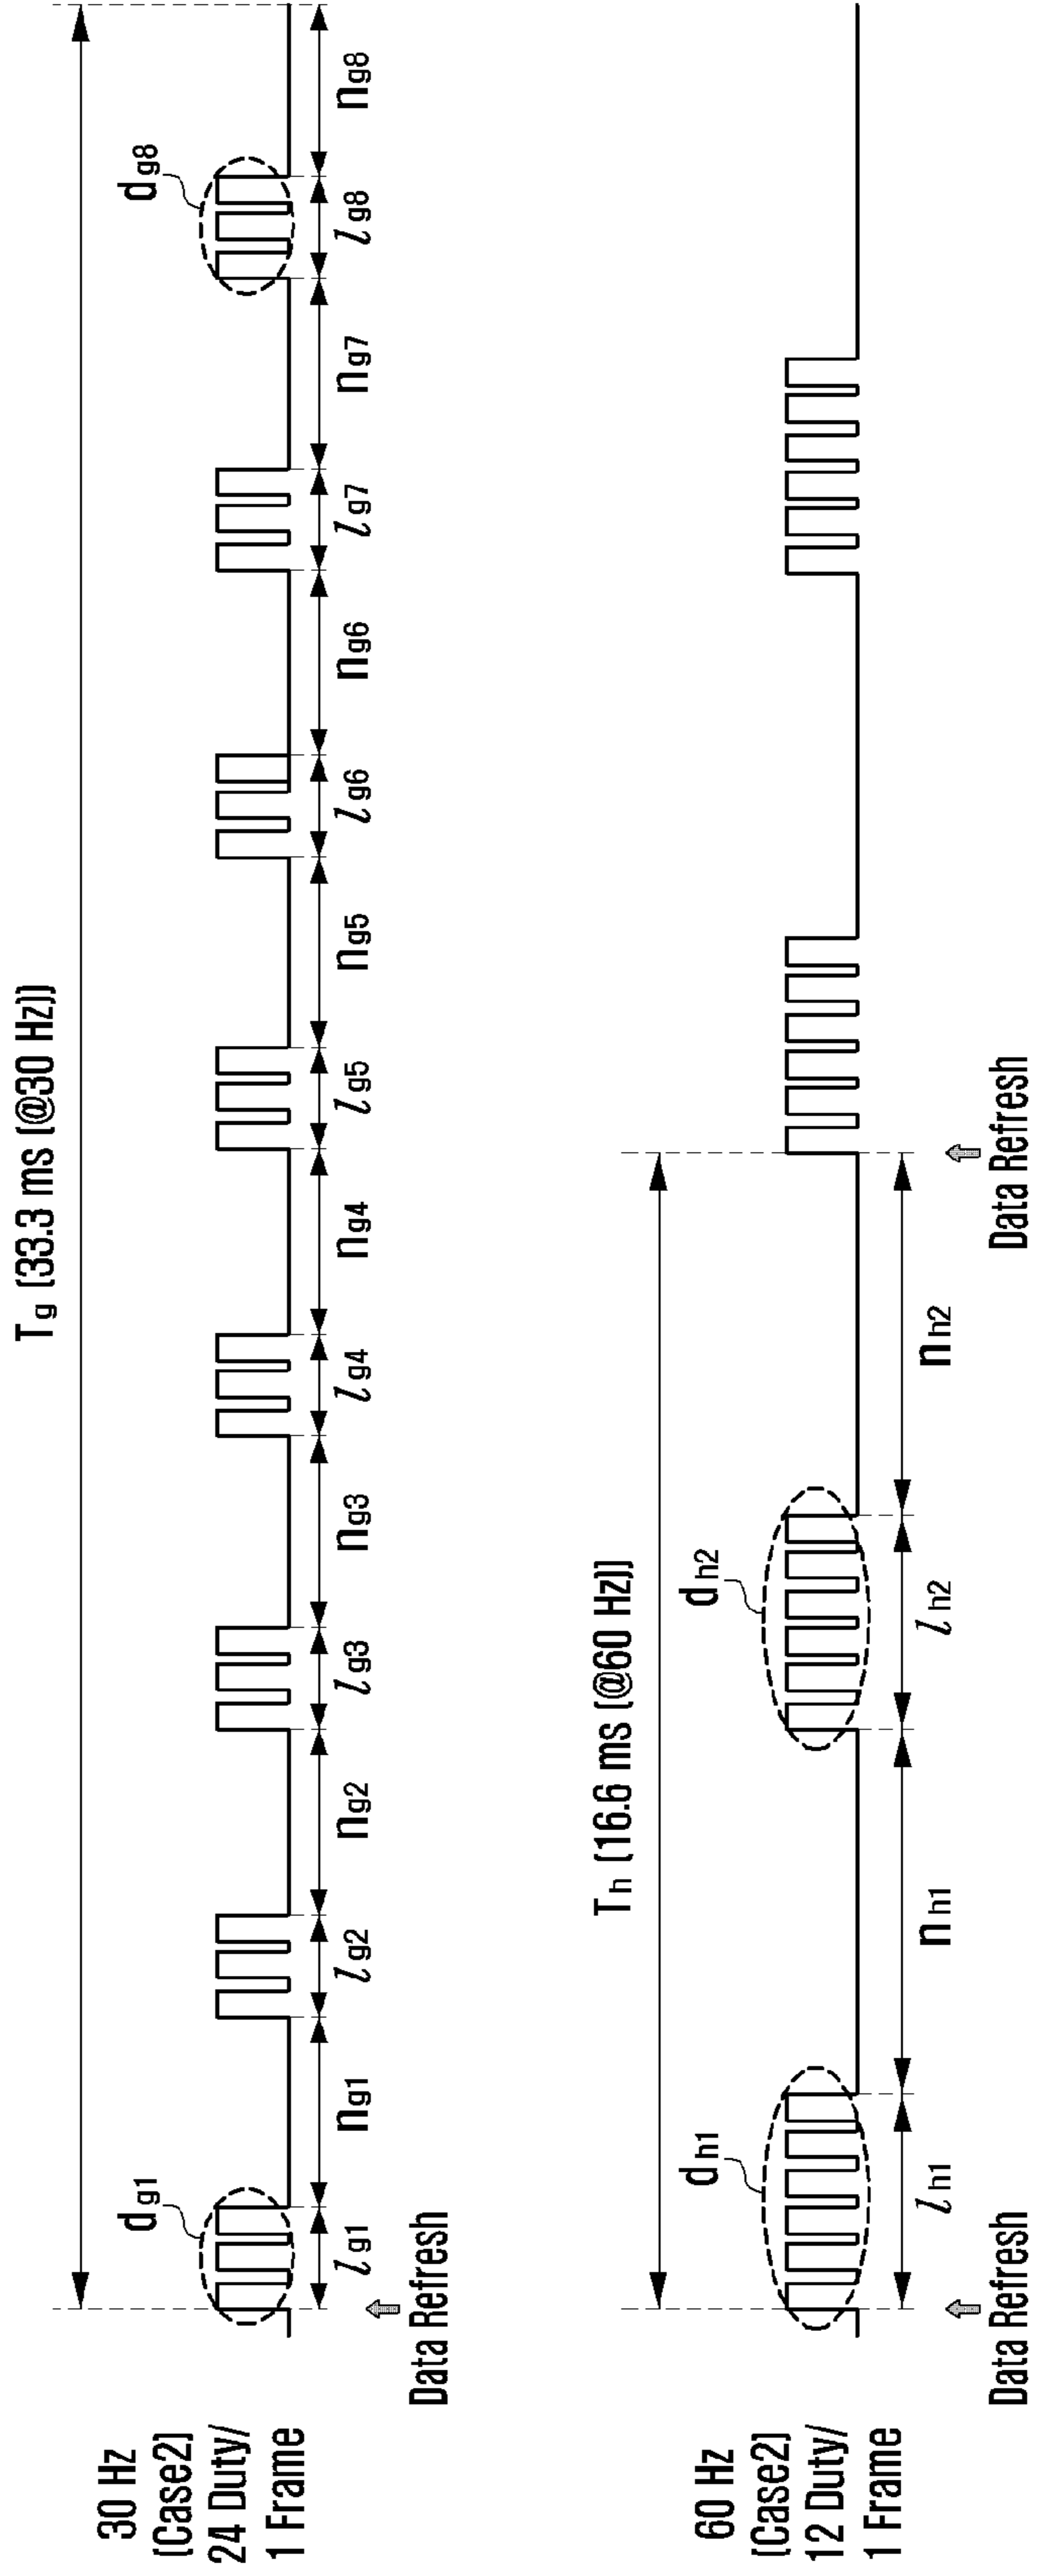 30 Hz
(Case2)
24 Duty/
1 Frame
Tg (33.3 ms (@30 Hz))
dg1
dg8
lg1
ng1
lg2
ng2
lg3
ng3
lg4
ng4
lg5
ng5
lg6
ng6
lg7
ng7
lg8
ng8
Data Refresh
60 Hz
(Case2)
12 Duty/
1 Frame
Th (16.6 ms (@60 Hz))
dh1
dh2
lh1
nh1
lh2
nh2
Data Refresh
Data Refresh